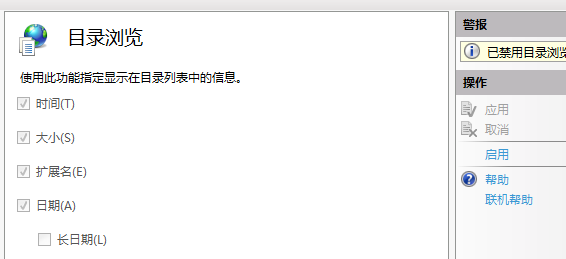 目录浏览
使用此功能指定显示在目录列表中的信息。
时间(T)
大小(S)
扩展名(E)
日期(A)
长日期(L)
警报
已禁用目录浏览
操作
应用
取消
启用
帮助
联机帮助